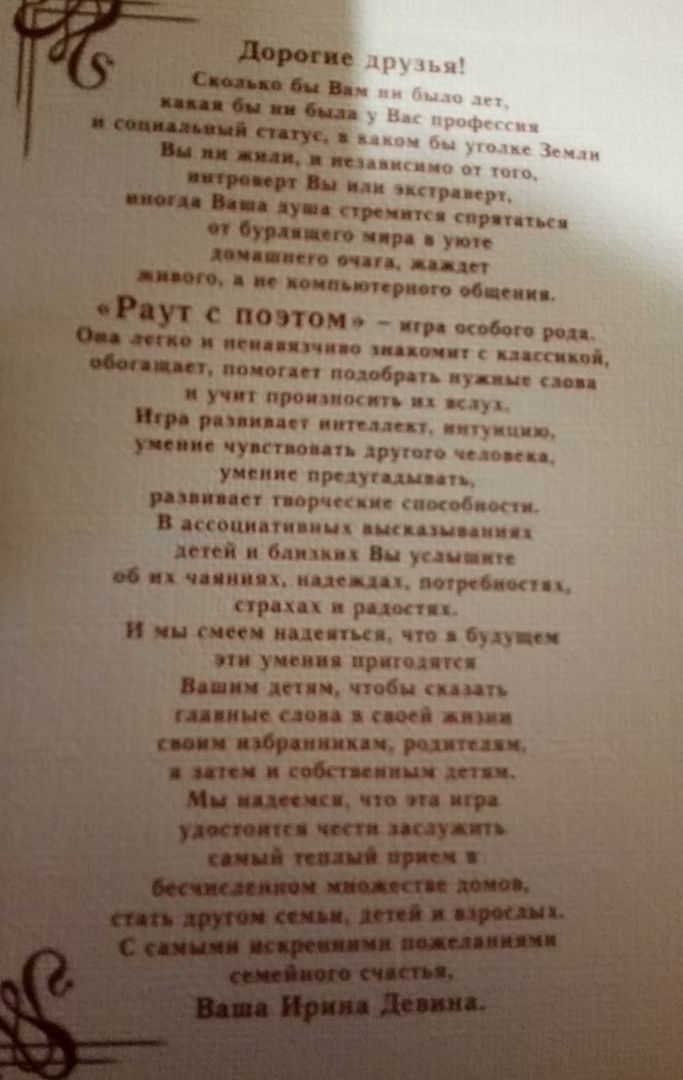 Дорогие друзья!
Сколько бы Вам ни было лет,
какая бы ни была у Вас профессия
и социальный статус, в каком бы уголке Земли
Вы ни жили, и независимо от того,
интроверт Вы или экстраверт,
иногда Ваша душа стремится спрятаться
от бурлящего мира в уюте
домашнего очага, жаждет
живого, а не компьютерного общения.
«Раут с поэтом» – игра особого рода.
Она легко и ненавязчиво знакомит с классикой,
обогащает, помогает подобрать нужные слова
и учит произносить их вслух.
Игра развивает интеллект, интуицию,
умение чувствовать другого человека,
умение предугадывать,
развивает творческие способности.
В ассоциативных высказываниях
детей и близких Вы услышите
об их чаяниях, надеждах, потребностях,
страхах и радостях.
И мы смеем надеяться, что в будущем
эти умения пригодятся
Вашим детям, чтобы сказать
главные слова в своей жизни
своим избранникам, родителям,
а затем и собственным детям.
Мы надеемся, что эта игра
удостоится чести заслужить
самый теплый прием в
бесчисленном множестве домов,
стать другом семьи, детей и взрослых.
С самыми искренними пожеланиями
семейного счастья,
Ваша Ирина Девина.